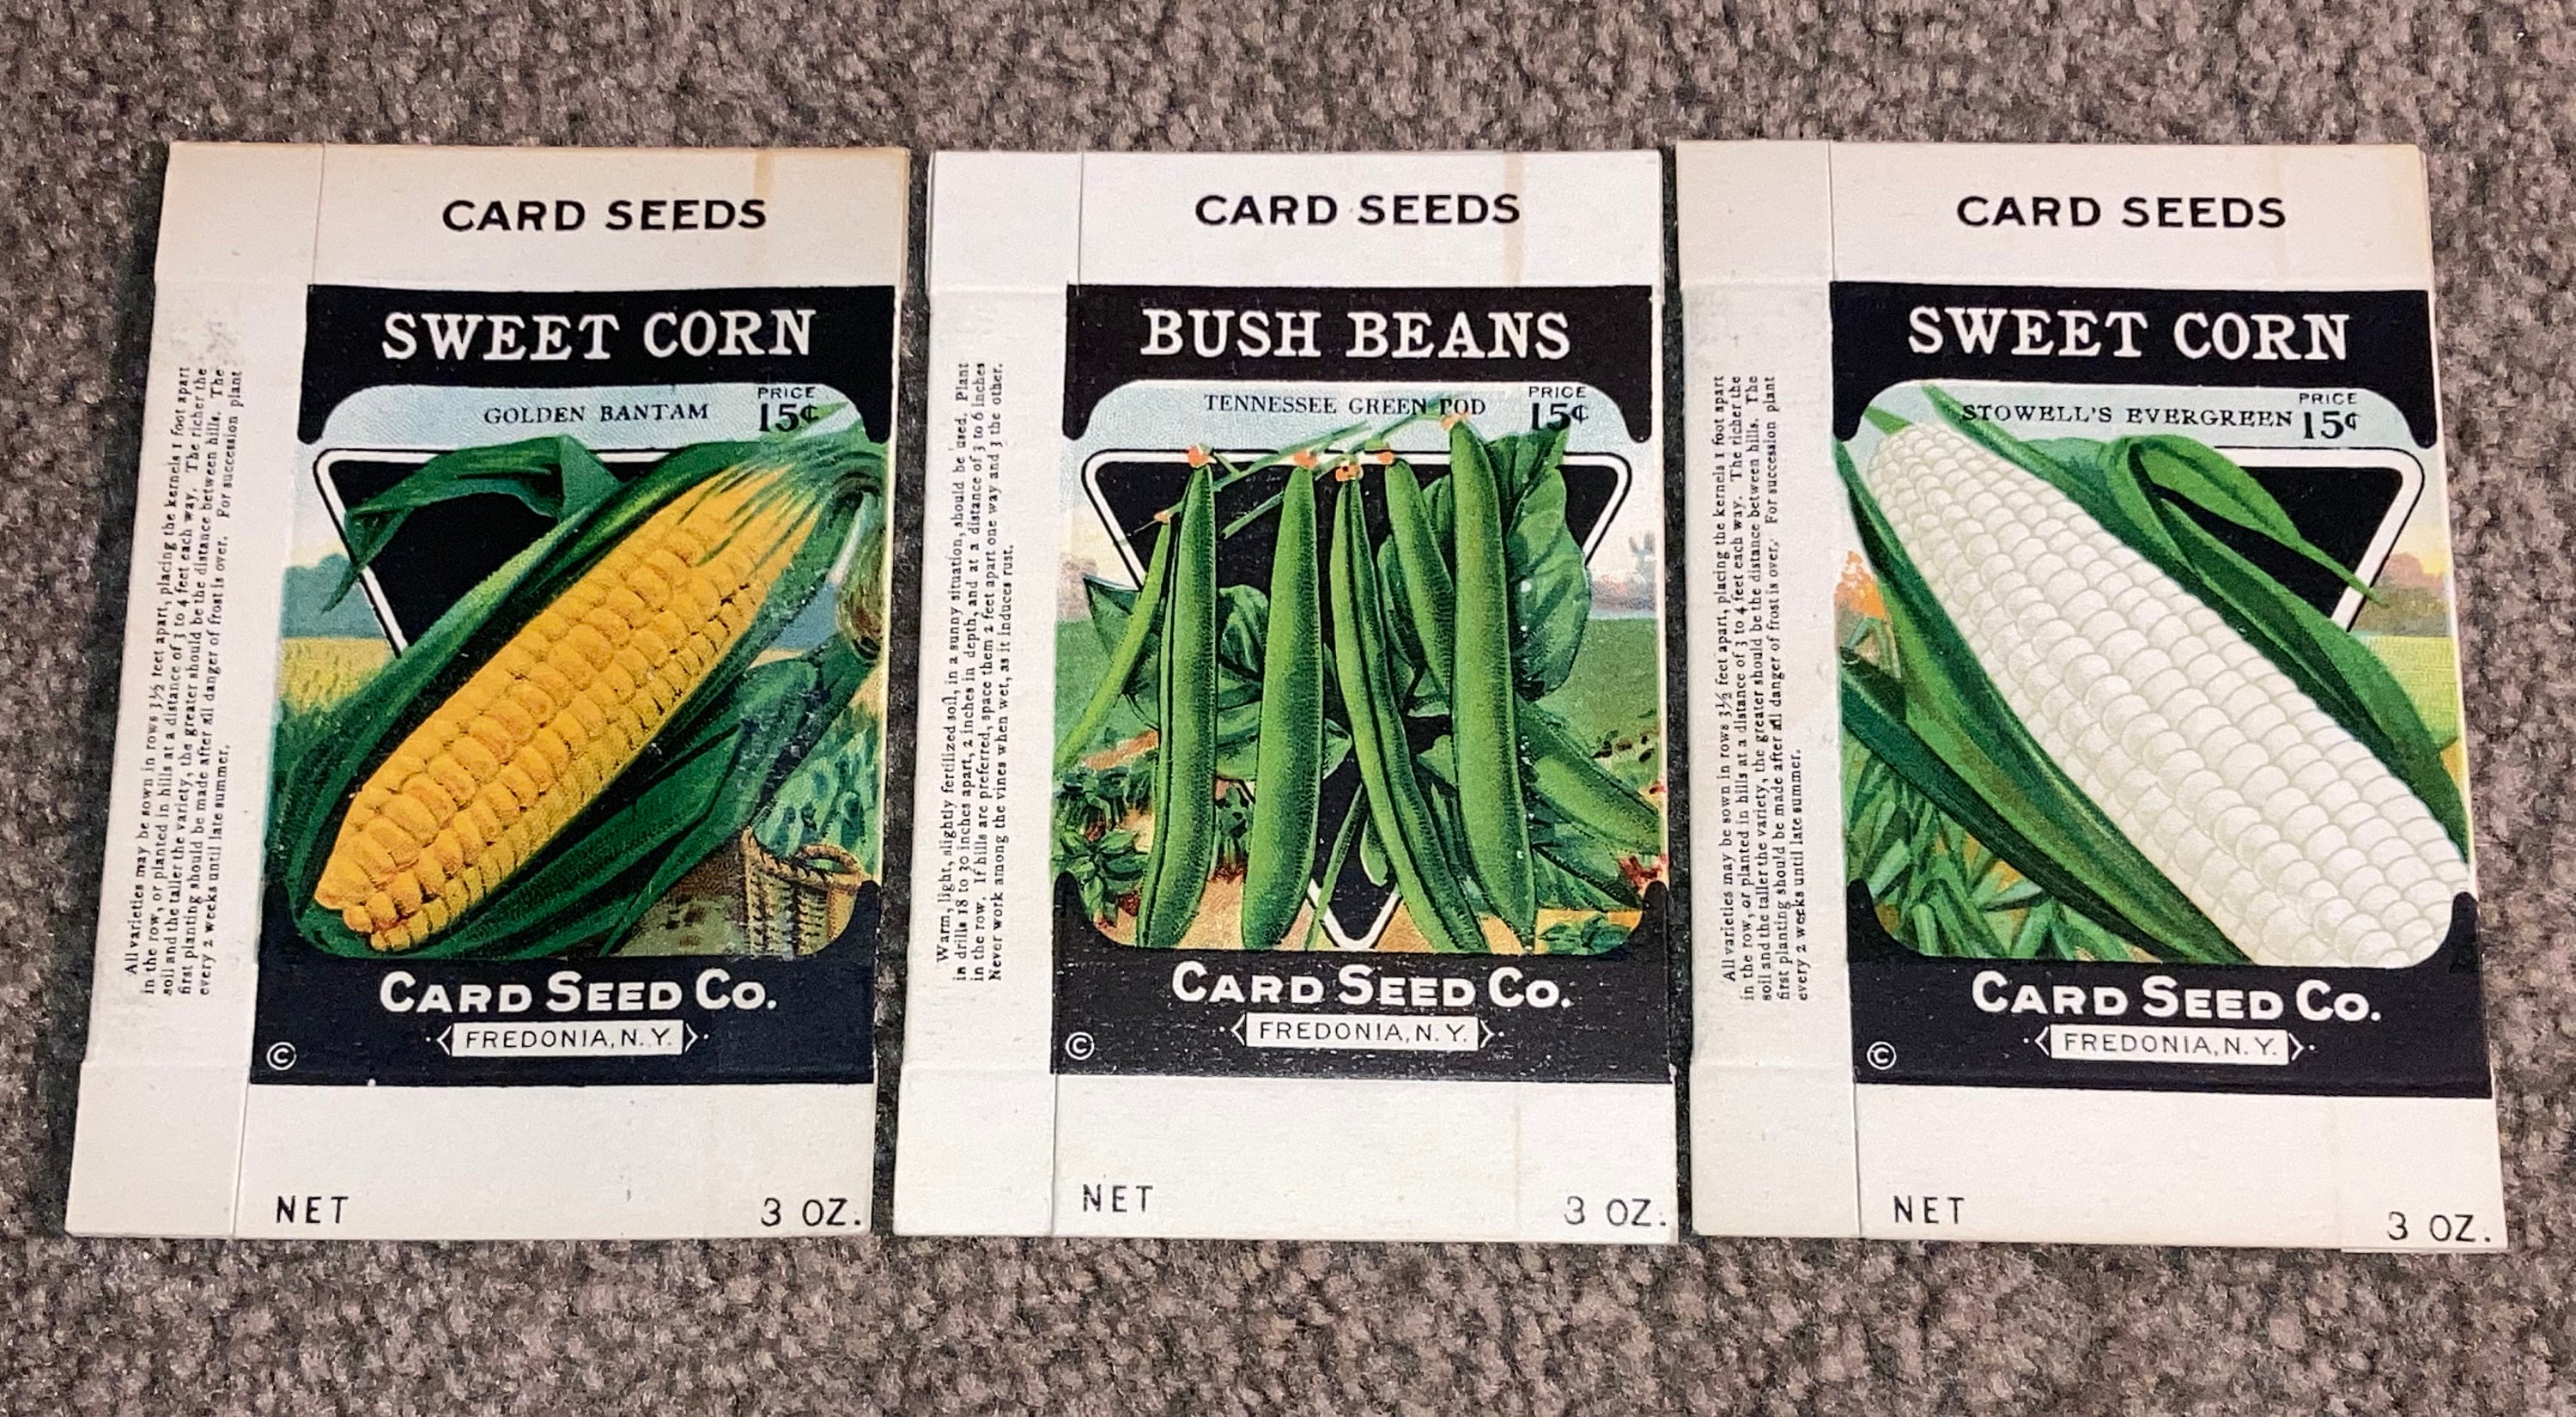 CARD SEEDS
SWEET CORN
GOLDEN BANTAM
PRICE
15¢
CARD SEED CO.
FREDONIA, N. Y.
©
NET 3 OZ.
All varieties may be sown in rows 3½ feet apart, placing the kernels 1 foot apart
in the row, or planted in hills at a distance of 3 to 4 feet each way. The richer the
soil and the taller the variety, the greater should be the distance between hills. The
first planting should be made after all danger of frost is over. For succession plant
every 2 weeks until late summer.
CARD SEEDS
BUSH BEANS
TENNESSEE GREEN POD
PRICE
15¢
CARD SEED CO.
FREDONIA, N. Y.
©
NET 3 OZ.
Warm, light, slightly fertilized soil, in a sunny situation, should be used. Plant
in drills 18 to 30 inches apart, 2 inches in depth, and at a distance of 3 to 6 inches
in the row. If hills are preferred, space them 2 feet apart one way and 3 the other.
Never work among the vines when wet, as it induces rust.
CARD SEEDS
SWEET CORN
STOWELL'S EVERGREEN
PRICE
15¢
CARD SEED CO.
FREDONIA, N. Y.
©
NET 3 OZ.
All varieties may be sown in rows 3½ feet apart, placing the kernels 1 foot apart
in the row, or planted in hills at a distance of 3 to 4 feet each way. The richer the
soil and the taller the variety, the greater should be the distance between hills. The
first planting should be made after all danger of frost is over. For succession plant
every 2 weeks until late summer.